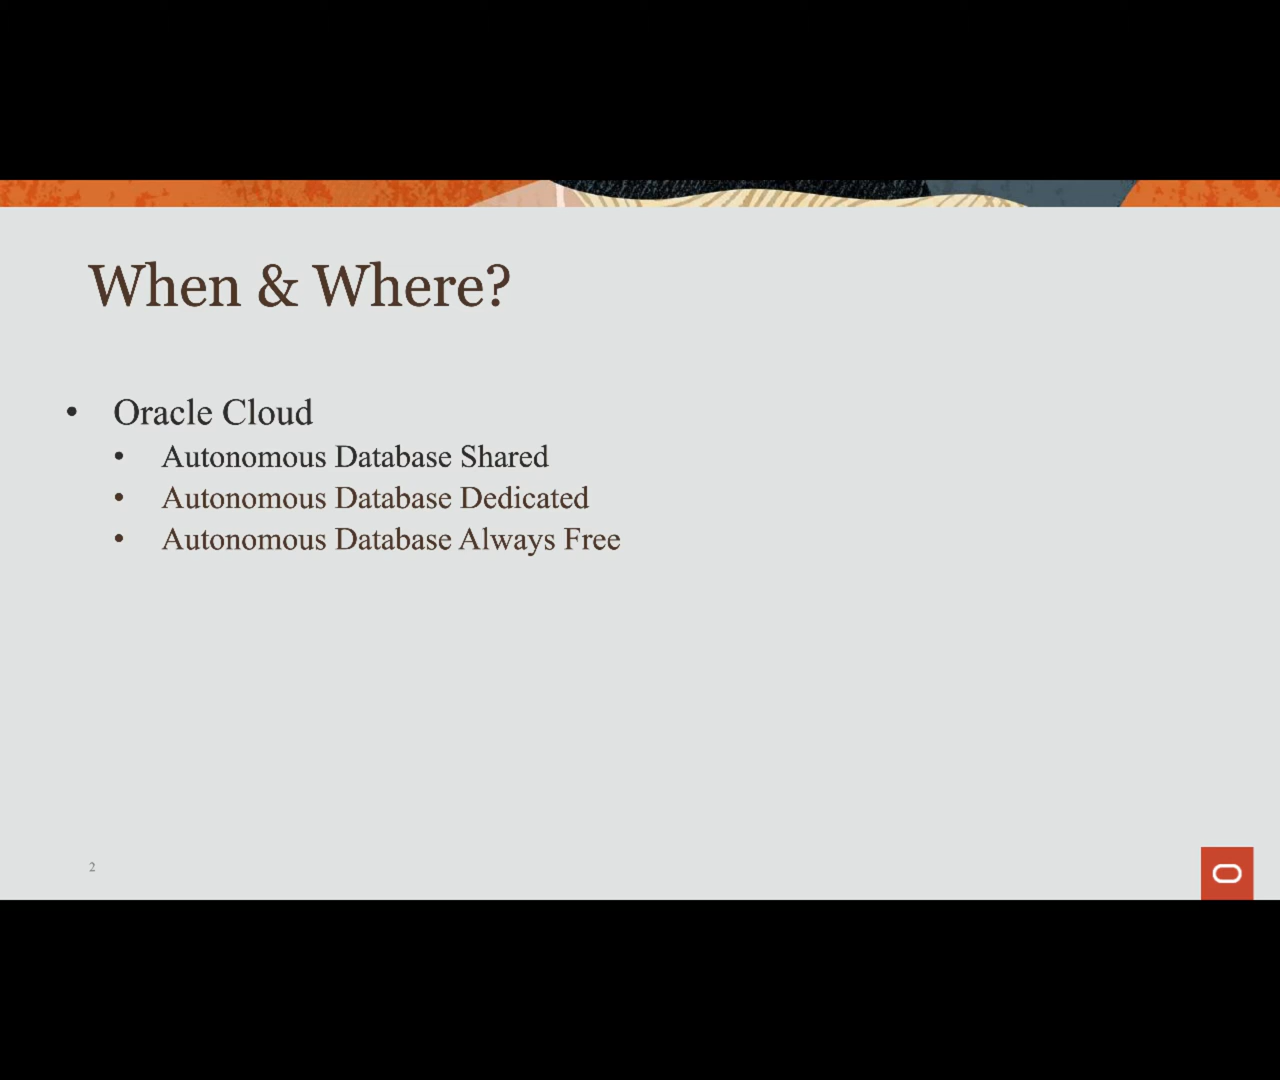 When & Where?
• Oracle Cloud
• Autonomous Database Shared
• Autonomous Database Dedicated
• Autonomous Database Always Free
2